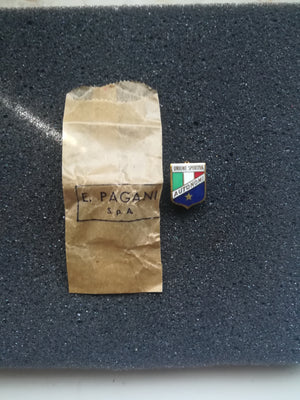 E. PAGANI
S.p.A.
UNIONE SPORTIVA
AUTONOMI